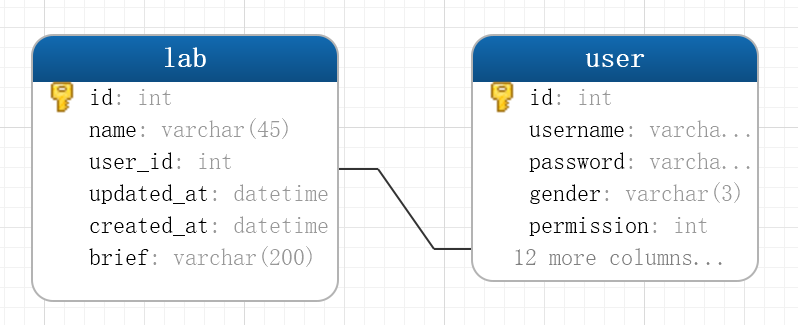 lab
id: int
name: varchar(45)
user_id: int
updated_at: datetime
created_at: datetime
brief: varchar(200)
user
id: int
username: varcha...
password: varcha...
gender: varchar(3)
permission: int
12 more columns...